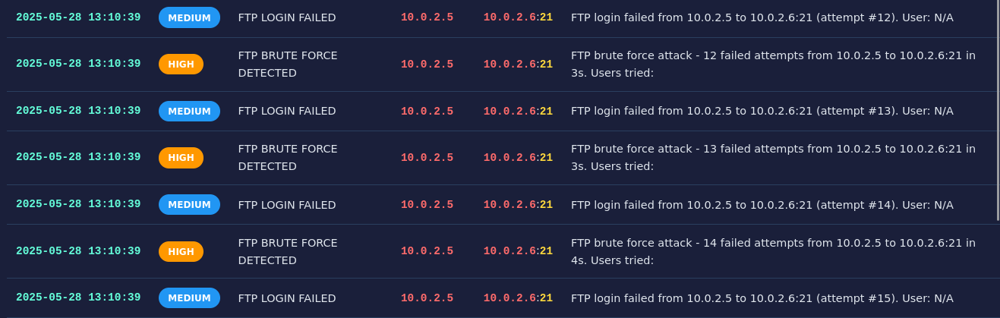 2025-05-28 13:10:39 MEDIUM FTP LOGIN FAILED 10.0.2.5 10.0.2.6:21 FTP login failed from 10.0.2.5 to 10.0.2.6:21 (attempt #12). User: N/A
2025-05-28 13:10:39 HIGH FTP BRUTE FORCE DETECTED 10.0.2.5 10.0.2.6:21 FTP brute force attack - 12 failed attempts from 10.0.2.5 to 10.0.2.6:21 in 3s. Users tried:
2025-05-28 13:10:39 MEDIUM FTP LOGIN FAILED 10.0.2.5 10.0.2.6:21 FTP login failed from 10.0.2.5 to 10.0.2.6:21 (attempt #13). User: N/A
2025-05-28 13:10:39 HIGH FTP BRUTE FORCE DETECTED 10.0.2.5 10.0.2.6:21 FTP brute force attack - 13 failed attempts from 10.0.2.5 to 10.0.2.6:21 in 3s. Users tried:
2025-05-28 13:10:39 MEDIUM FTP LOGIN FAILED 10.0.2.5 10.0.2.6:21 FTP login failed from 10.0.2.5 to 10.0.2.6:21 (attempt #14). User: N/A
2025-05-28 13:10:39 HIGH FTP BRUTE FORCE DETECTED 10.0.2.5 10.0.2.6:21 FTP brute force attack - 14 failed attempts from 10.0.2.5 to 10.0.2.6:21 in 4s. Users tried:
2025-05-28 13:10:39 MEDIUM FTP LOGIN FAILED 10.0.2.5 10.0.2.6:21 FTP login failed from 10.0.2.5 to 10.0.2.6:21 (attempt #15). User: N/A